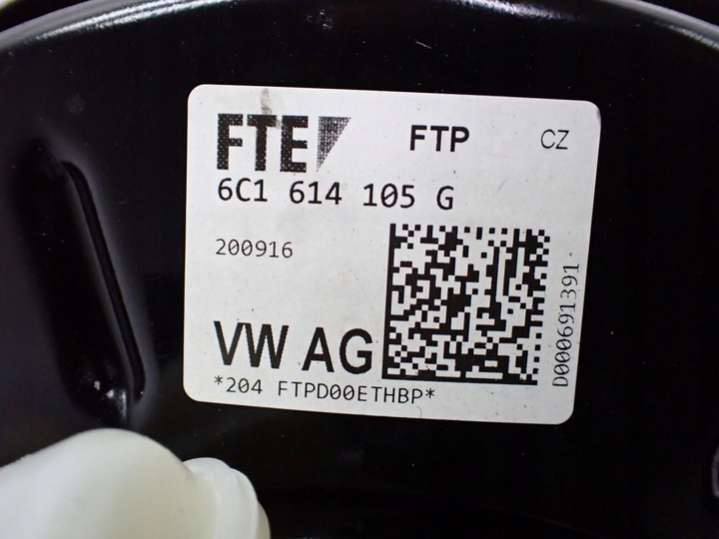 FTE FTP CZ
6C1 614 105 G
200916
D000691391
VW AG
*204 FTPD00ETHBP*